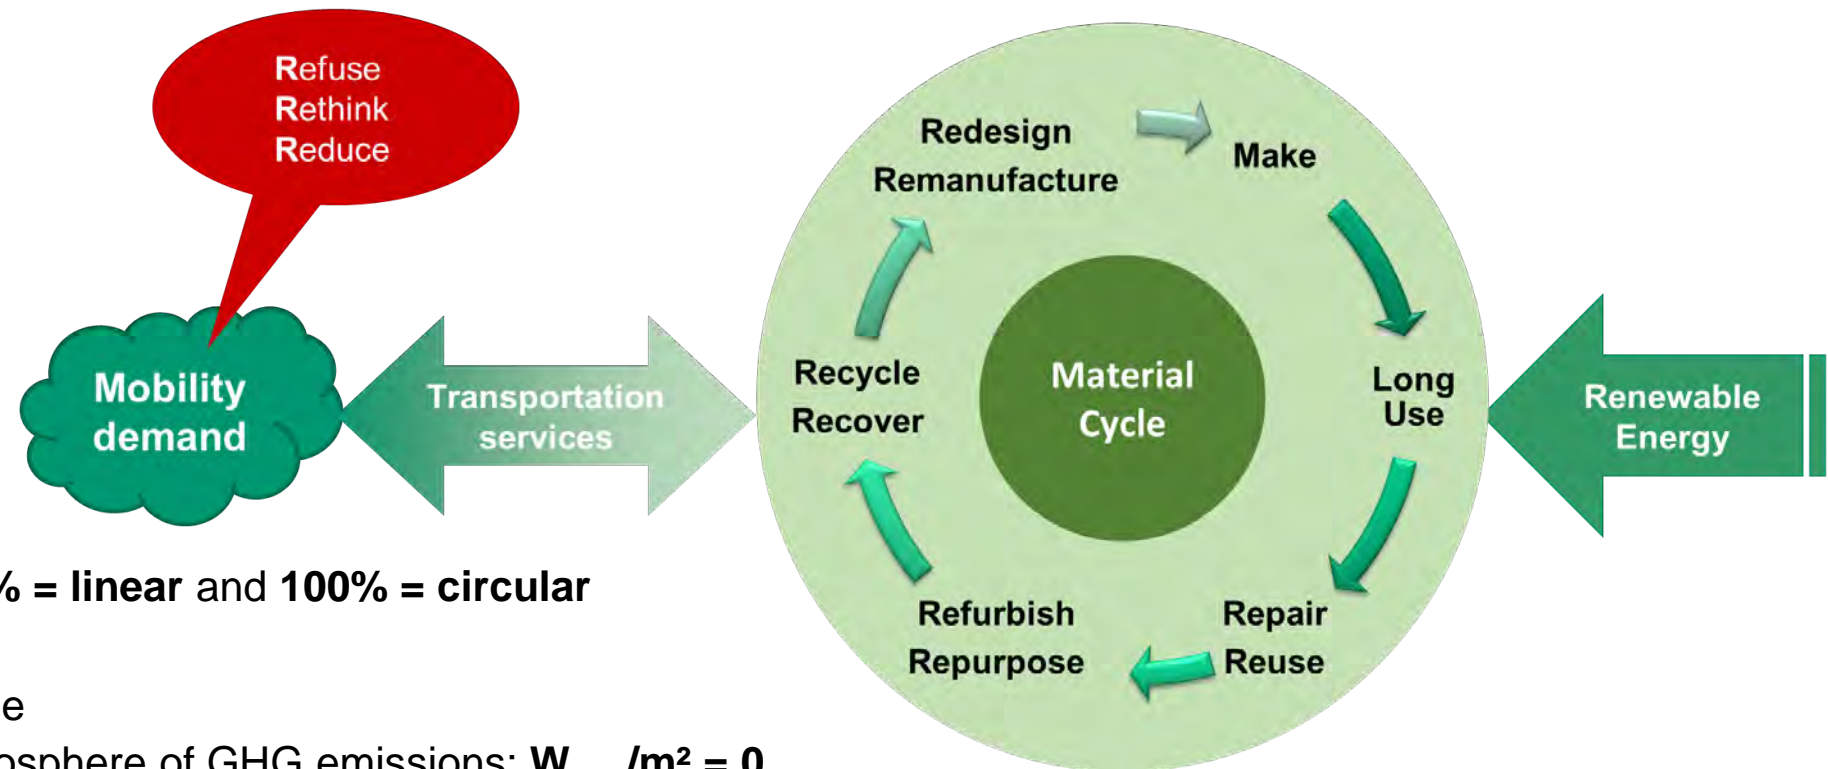 Refuse
Rethink
Reduce
Mobility
demand
Transportation
services
Redesign
Remanufacture
Make
Long
Use
Repair
Reuse
Refurbish
Repurpose
Recycle
Recover
Material
Cycle
Renewable
Energy
% = linear and 100% = circular
e
osphere of GHG emissions: W /m² = 0